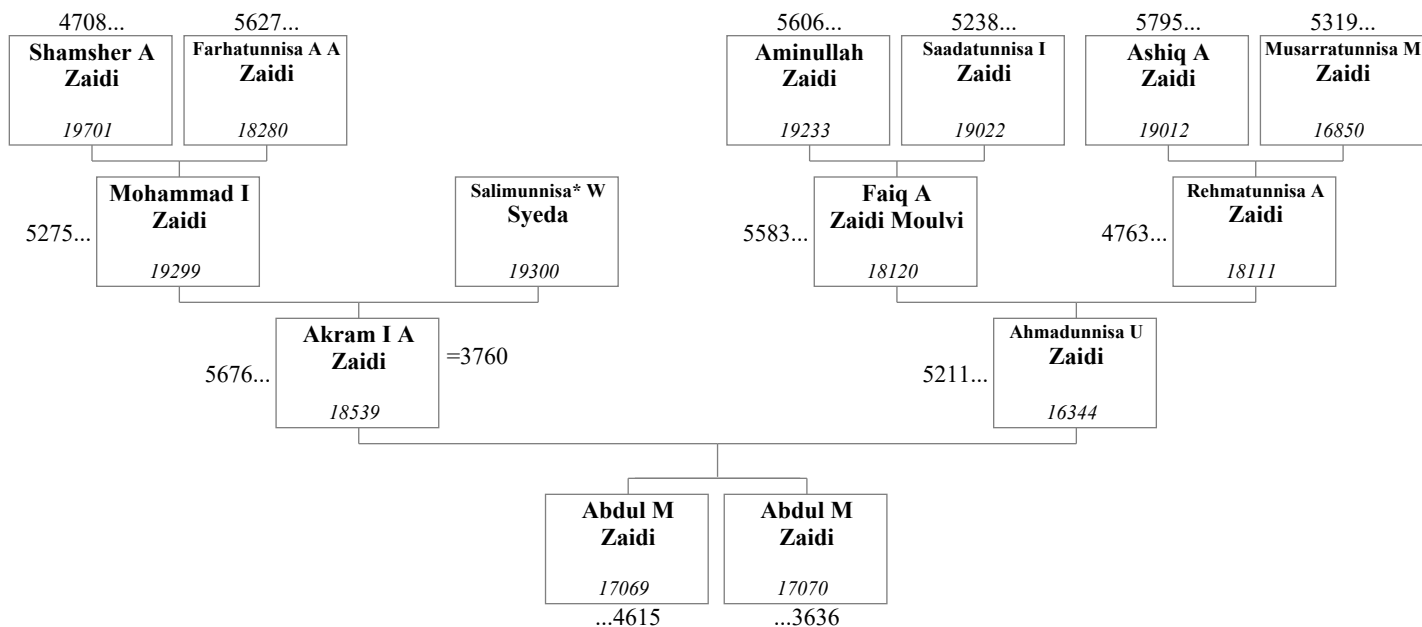 4708... 5627... 5606... 5238... 5795... 5319...
Shamsher A
Zaidi
19701
Farhatunnisa A A
Zaidi
18280
Aminullah
Zaidi
19233
Saadatunnisa I
Zaidi
19022
Ashiq A
Zaidi
19012
Musarratunnisa M
Zaidi
16850
5275...
Mohammad I
Zaidi
19299
Salimunnisa* W
Syeda
19300
5583...
Faiq A
Zaidi Moulvi
18120
4763...
Rehmatunnisa A
Zaidi
18111
5676...
Akram I A
Zaidi
18539
=3760
5211...
Ahmadunnisa U
Zaidi
16344
Abdul M
Zaidi
17069
...4615
Abdul M
Zaidi
17070
...3636